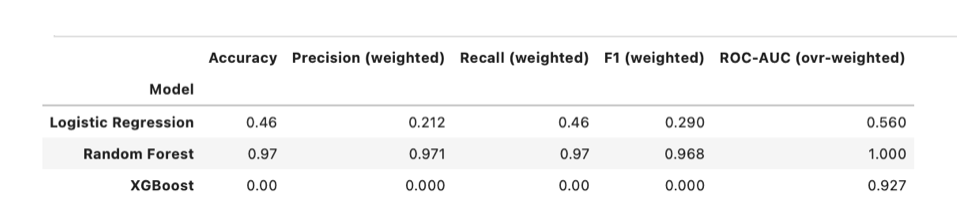 Accuracy Precision (weighted) Recall (weighted) F1 (weighted) ROC-AUC (ovr-weighted)
Model
Logistic Regression 0.46 0.212 0.46 0.290 0.560
Random Forest 0.97 0.971 0.97 0.968 1.000
XGBoost 0.00 0.000 0.00 0.000 0.927